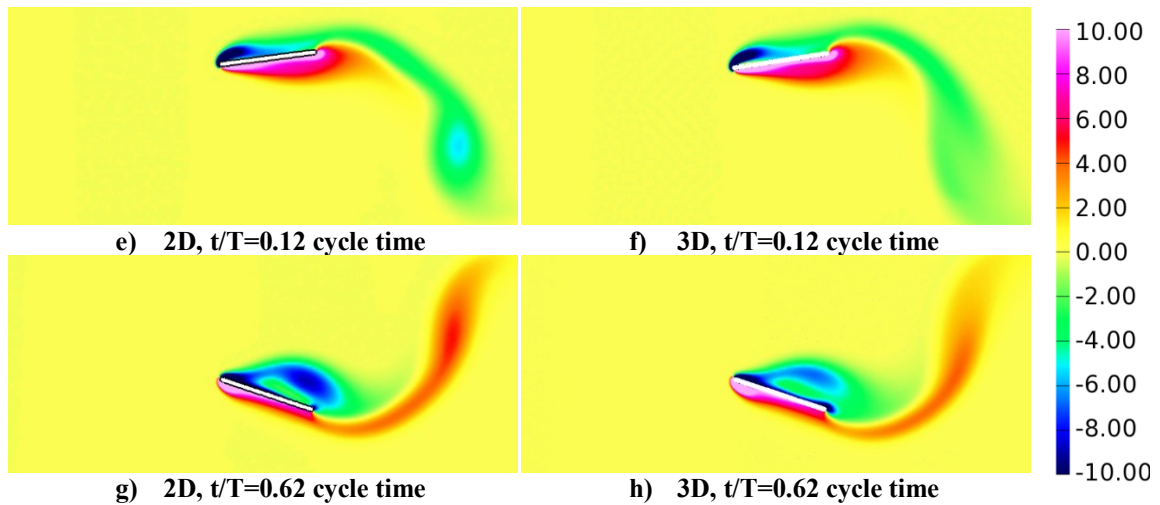 e) 2D, t/T=0.12 cycle time
f) 3D, t/T=0.12 cycle time
g) 2D, t/T=0.62 cycle time
h) 3D, t/T=0.62 cycle time
10.00
8.00
6.00
4.00
2.00
0.00
-2.00
-4.00
-6.00
-8.00
-10.00